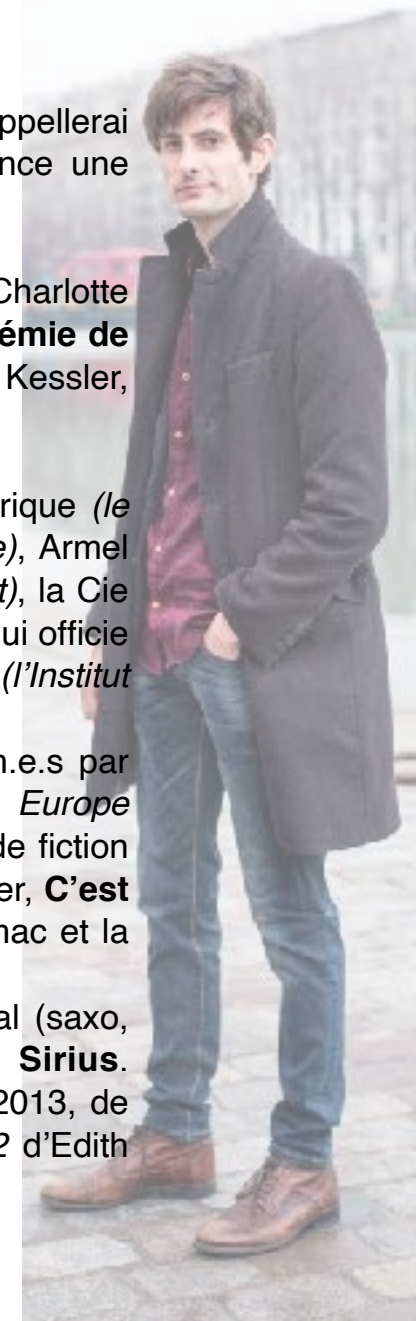 ppellerai
nce une
Charlotte
émie de
Kessler,
rique (le
e), Armel
t), la Cie
ui officie
(l'Institut
n.e.s par
Europe
de fiction
er, C'est
nac et la
al (saxo,
Sirius.
2013, de
2 d'Edith